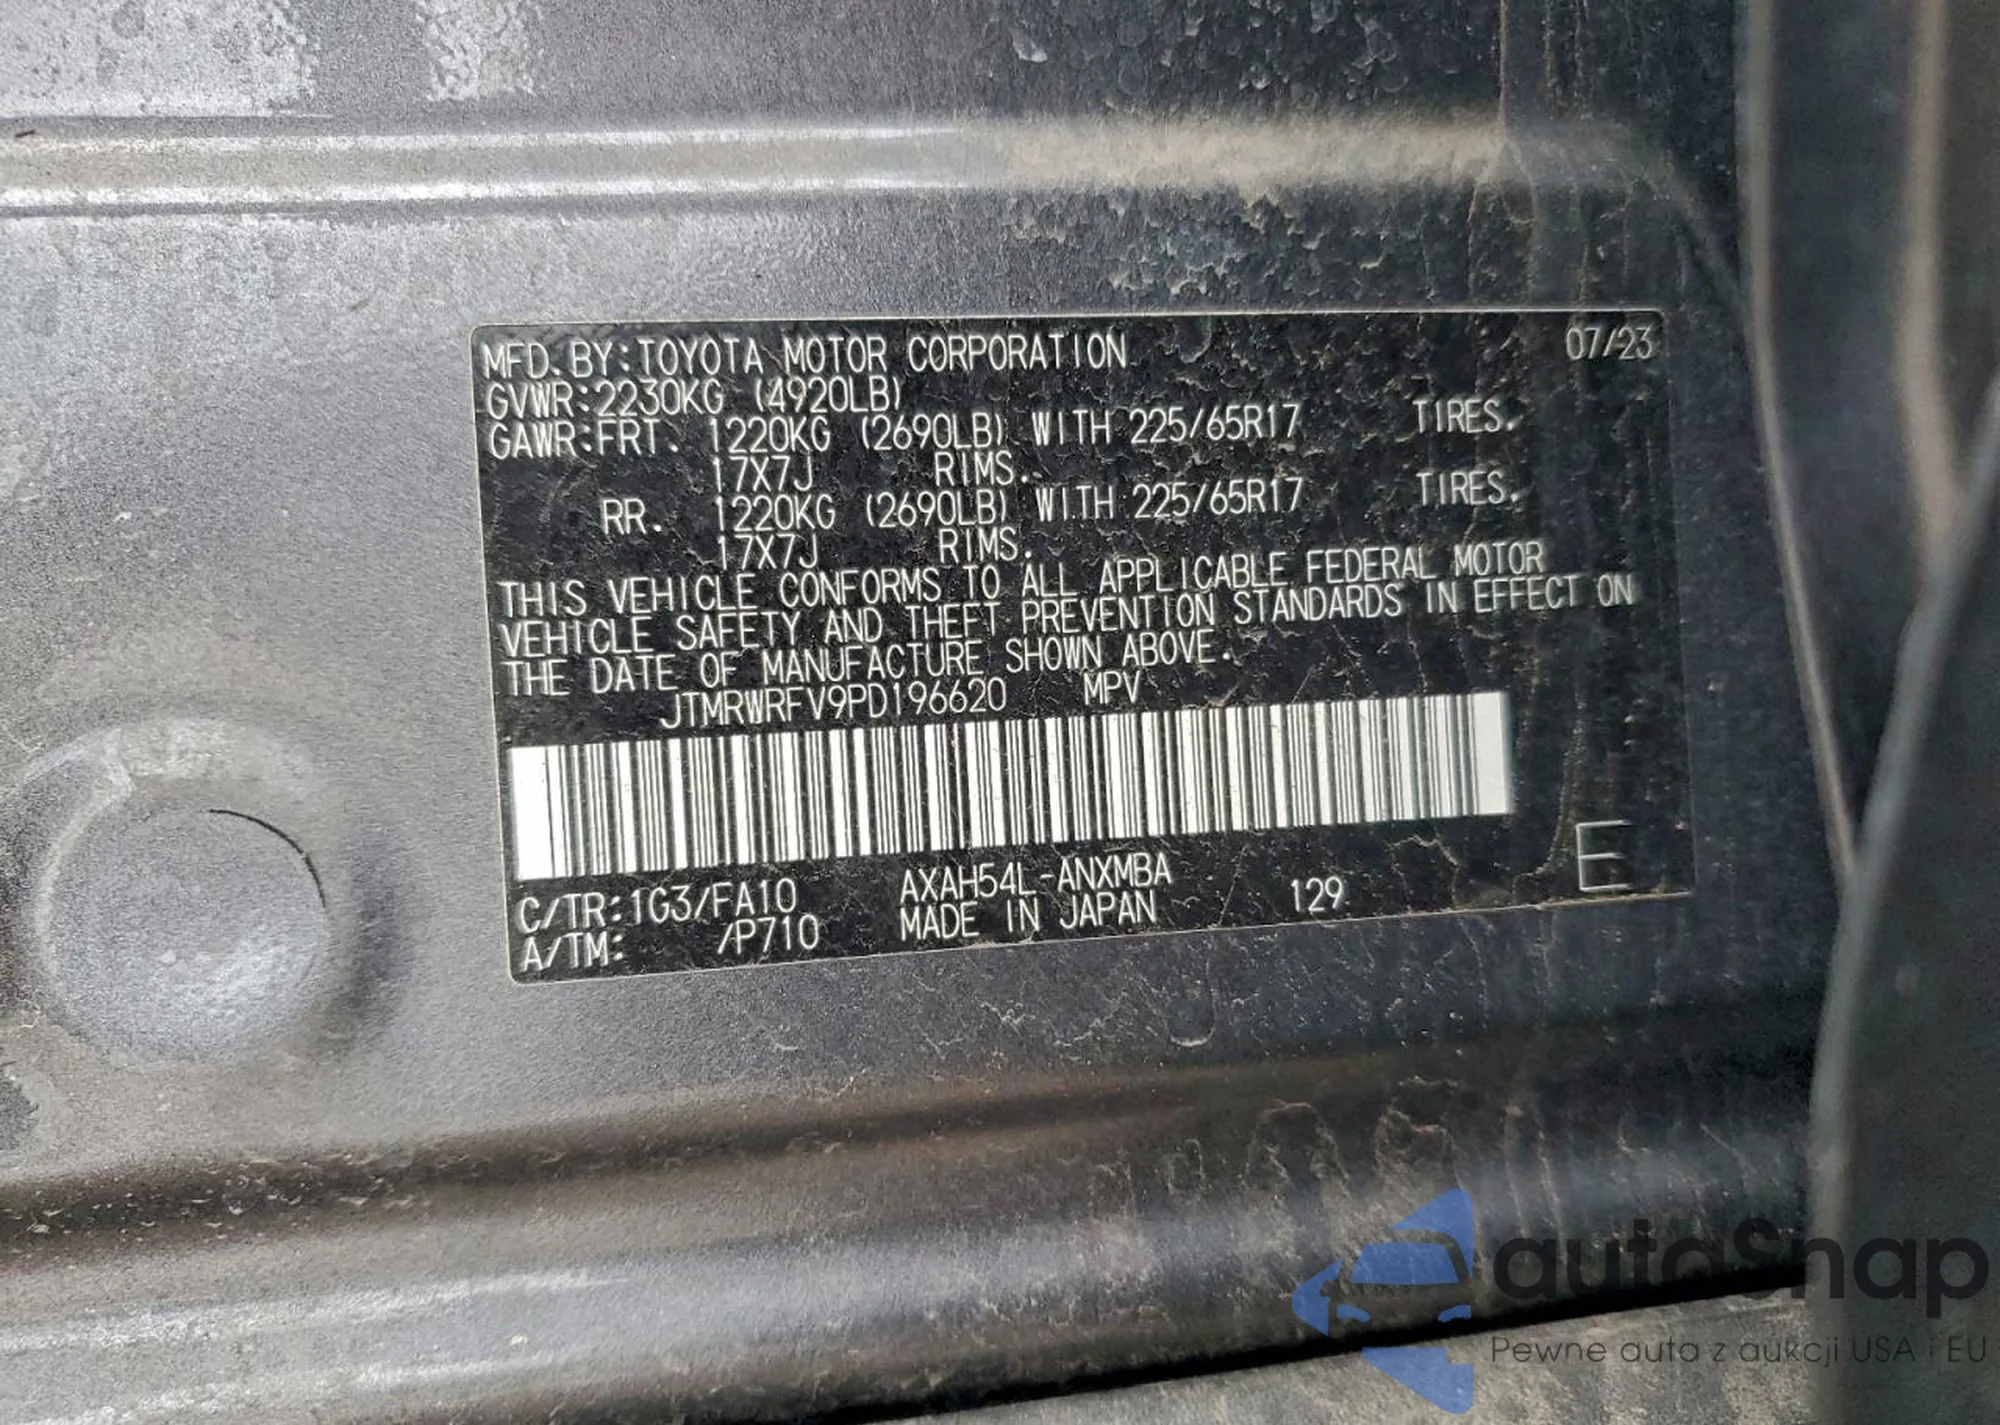 MFD.BY:TOYOTA MOTOR CORPORATION 07/23
GVWR:2230KG (4920LB)
GAWR:FRT. 1220KG (2690LB) WITH 225/65R17 TIRES.
17X7J RIMS.
RR. 1220KG (2690LB) WITH 225/65R17 TIRES.
17X7J RIMS.
THIS VEHICLE CONFORMS TO ALL APPLICABLE FEDERAL MOTOR
VEHICLE SAFETY AND THEFT PREVENTION STANDARDS IN EFFECT ON
THE DATE OF MANUFACTURE SHOWN ABOVE.
JTMRWRFV9PD196620 MPV
C/TR:1G3/FA10 AXAH54L-ANXMBA
A/TM: /P710 MADE IN JAPAN 129 E
autoSnap
Pewne auta z aukcji USA i EU